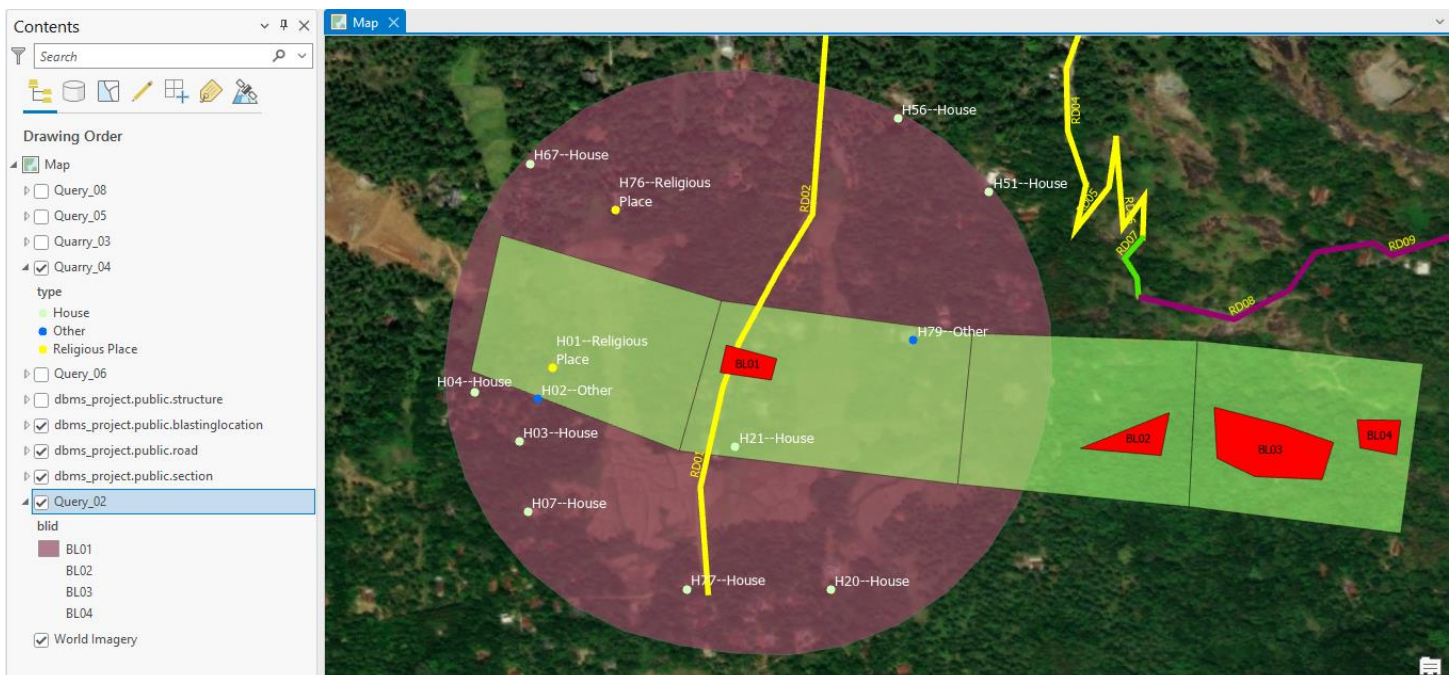 Contents
Search
Drawing Order
Map
Query_08
Query_05
Quarry_03
Quarry_04
type
House
Other
Religious Place
Query_06
dbms_project.public.structure
dbms_project.public.blastinglocation
dbms_project.public.road
dbms_project.public.section
Query_02
blid
BL01
BL02
BL03
BL04
World Imagery
Map
H56--House
H67--House
H76--Religious
Place
H51--House
RD02
RD04
RD05
RD07
RD08
RD09
H01--Religious
Place
H79--Other
BL01
H04--House
H02--Other
H03--House
H21--House
RD01
BL02
BL03
BL04
H07--House
H77--House
H20--House